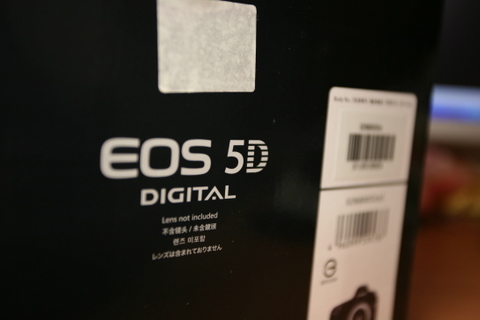 EOS 5D
DIGITAL
Lens not included
不含镜头 / 未含鏡頭
렌즈 미포함
レンズは含まれておりません